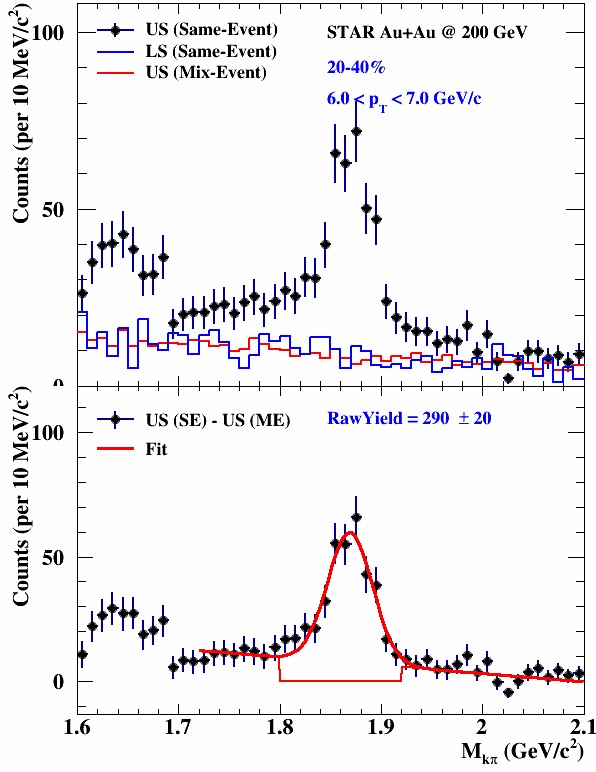 100
US (Same-Event)
STAR Au+Au @ 200 GeV
LS (Same-Event)
20-40%
US (Mix-Event)
6.0 < pT < 7.0 GeV/c
Counts (per 10 MeV/c2)
50
0
US (SE) - US (ME)
RawYield = 290 ± 20
Fit
100
Counts (per 10 MeV/c2)
50
0
1.6 1.7 1.8 1.9 2 2.1
Mkπ (GeV/c2)